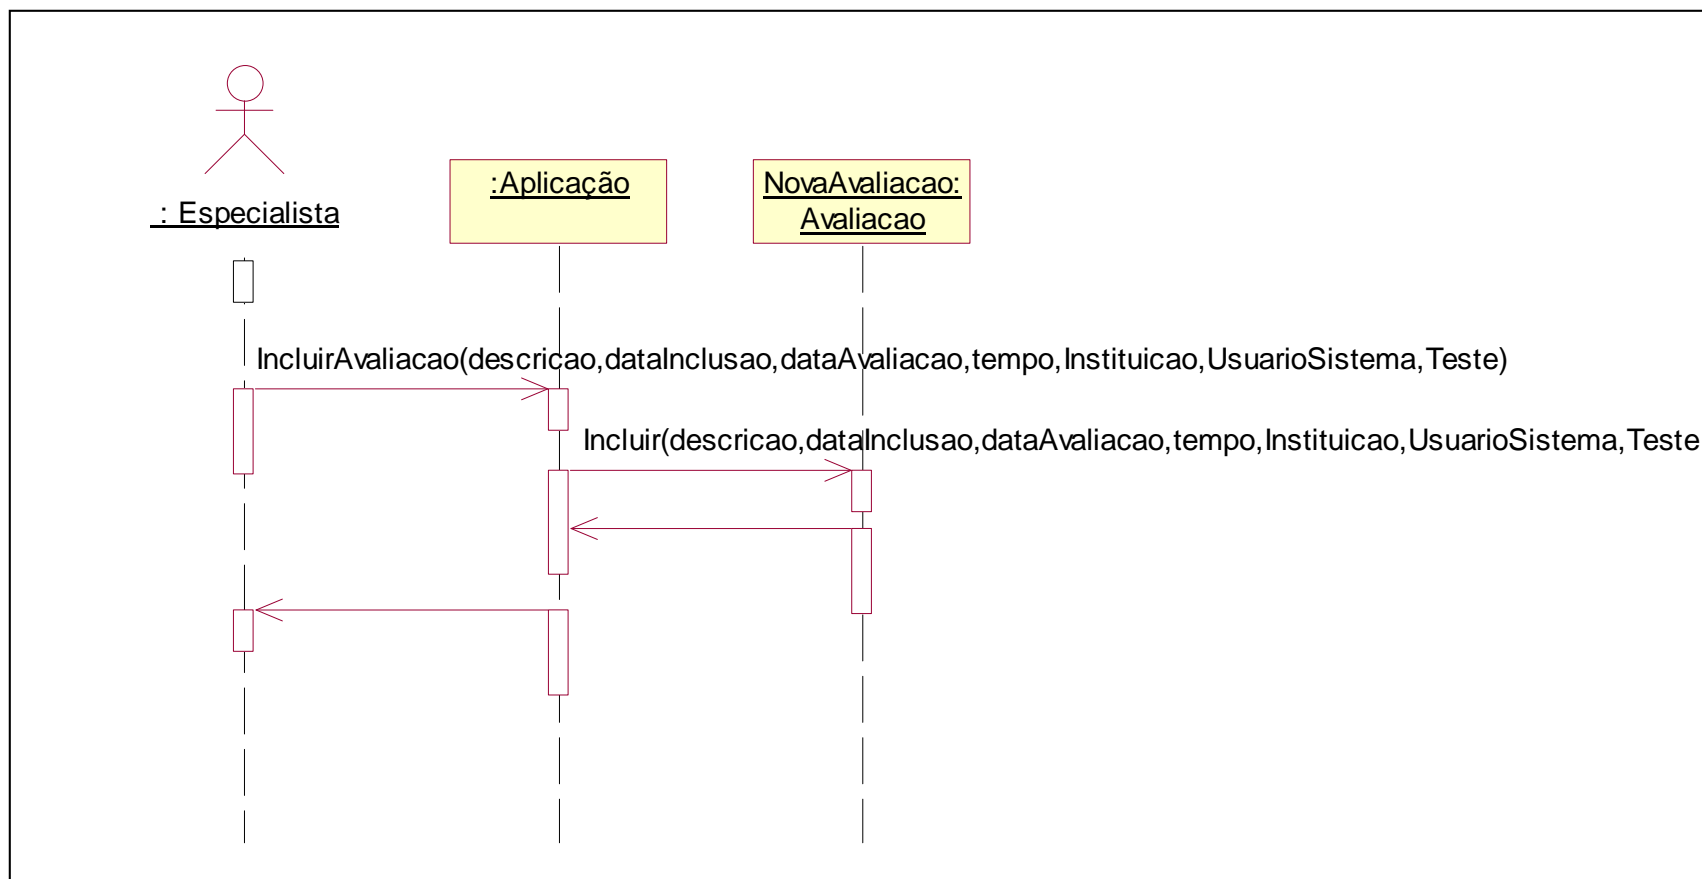 : Especialista
:Aplicação
NovaAvaliacao:
Avaliacao
IncluirAvaliacao(descricao,dataInclusao,dataAvaliacao,tempo,Instituicao,UsuarioSistema,Teste)
Incluir(descricao,dataInclusao,dataAvaliacao,tempo,Instituicao,UsuarioSistema,Teste